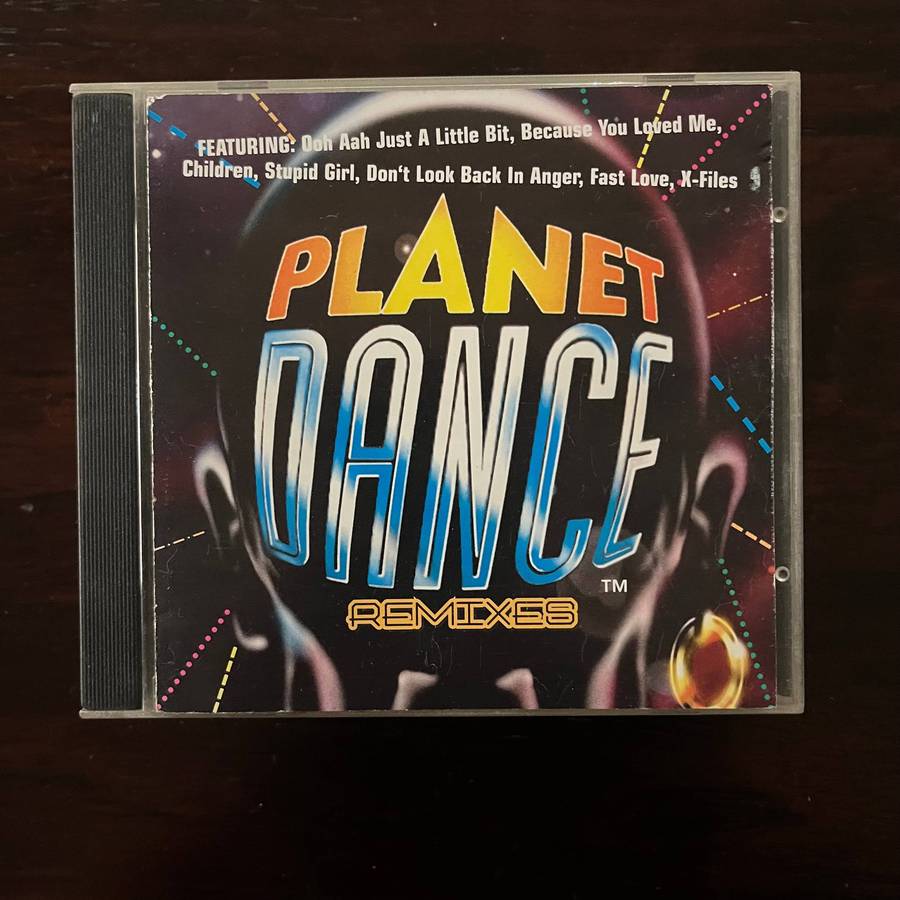 FEATURING: Ooh Aah Just A Little Bit, Because You Loved Me,
Children, Stupid Girl, Don't Look Back In Anger, Fast Love, X-Files
PLANET
DANCE
TM
REMIXES